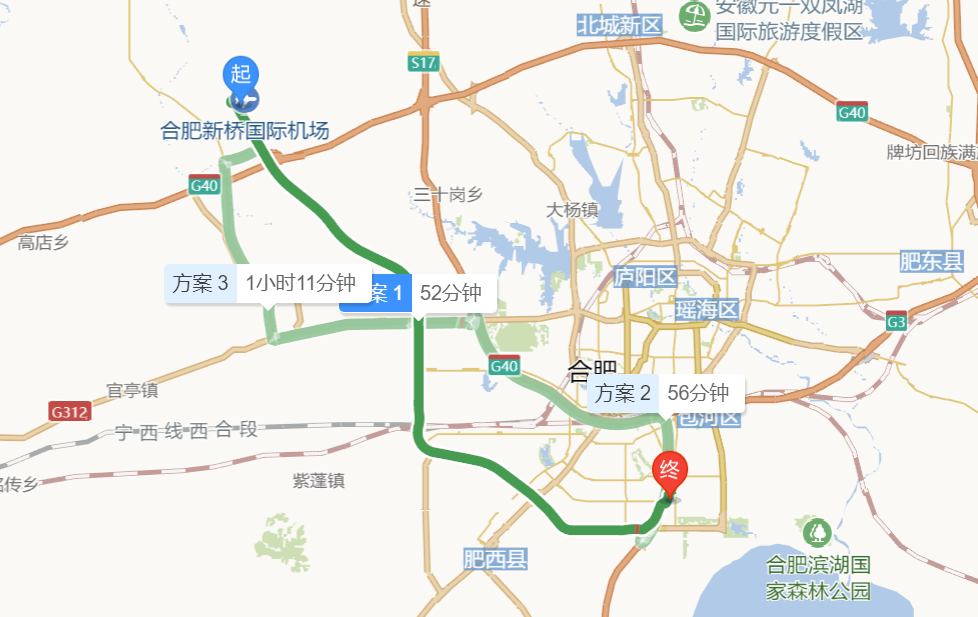 速
安徽元一双凤湖
国际旅游度假区
北城新区
S17
起
合肥新桥国际机场
G40
牌坊回族满
G40
三十岗乡
大杨镇
高店乡
肥东县
庐阳区
方案 3 1小时11分钟
案 1 52分钟
瑶海区
G3
G40
合肥
方案 2 56分钟
官亭镇
G312
包河区
宁西线西合段
终
紫蓬镇
传乡
肥西县
合肥滨湖国
家森林公园